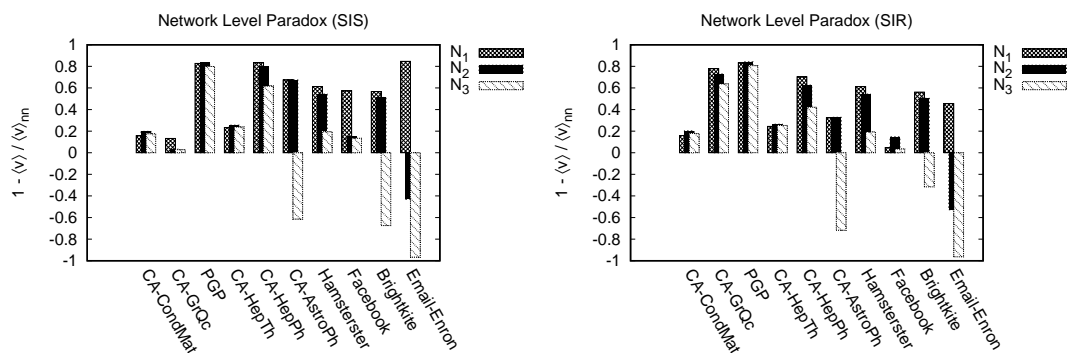 Network Level Paradox (SIS)
1 - ⟨v⟩ / ⟨v⟩nn
1
0.8
0.6
0.4
0.2
0
-0.2
-0.4
-0.6
-0.8
-1
CA-CondMat
CA-GrQc
PGP
CA-HepTh
CA-HepPh
CA-AstroPh
Hamsterster
Facebook
Brightkite
Email-Enron
N1
N2
N3
Network Level Paradox (SIR)
1 - ⟨v⟩ / ⟨v⟩nn
1
0.8
0.6
0.4
0.2
0
-0.2
-0.4
-0.6
-0.8
-1
CA-CondMat
CA-GrQc
PGP
CA-HepTh
CA-HepPh
CA-AstroPh
Hamsterster
Facebook
Brightkite
Email-Enron
N1
N2
N3